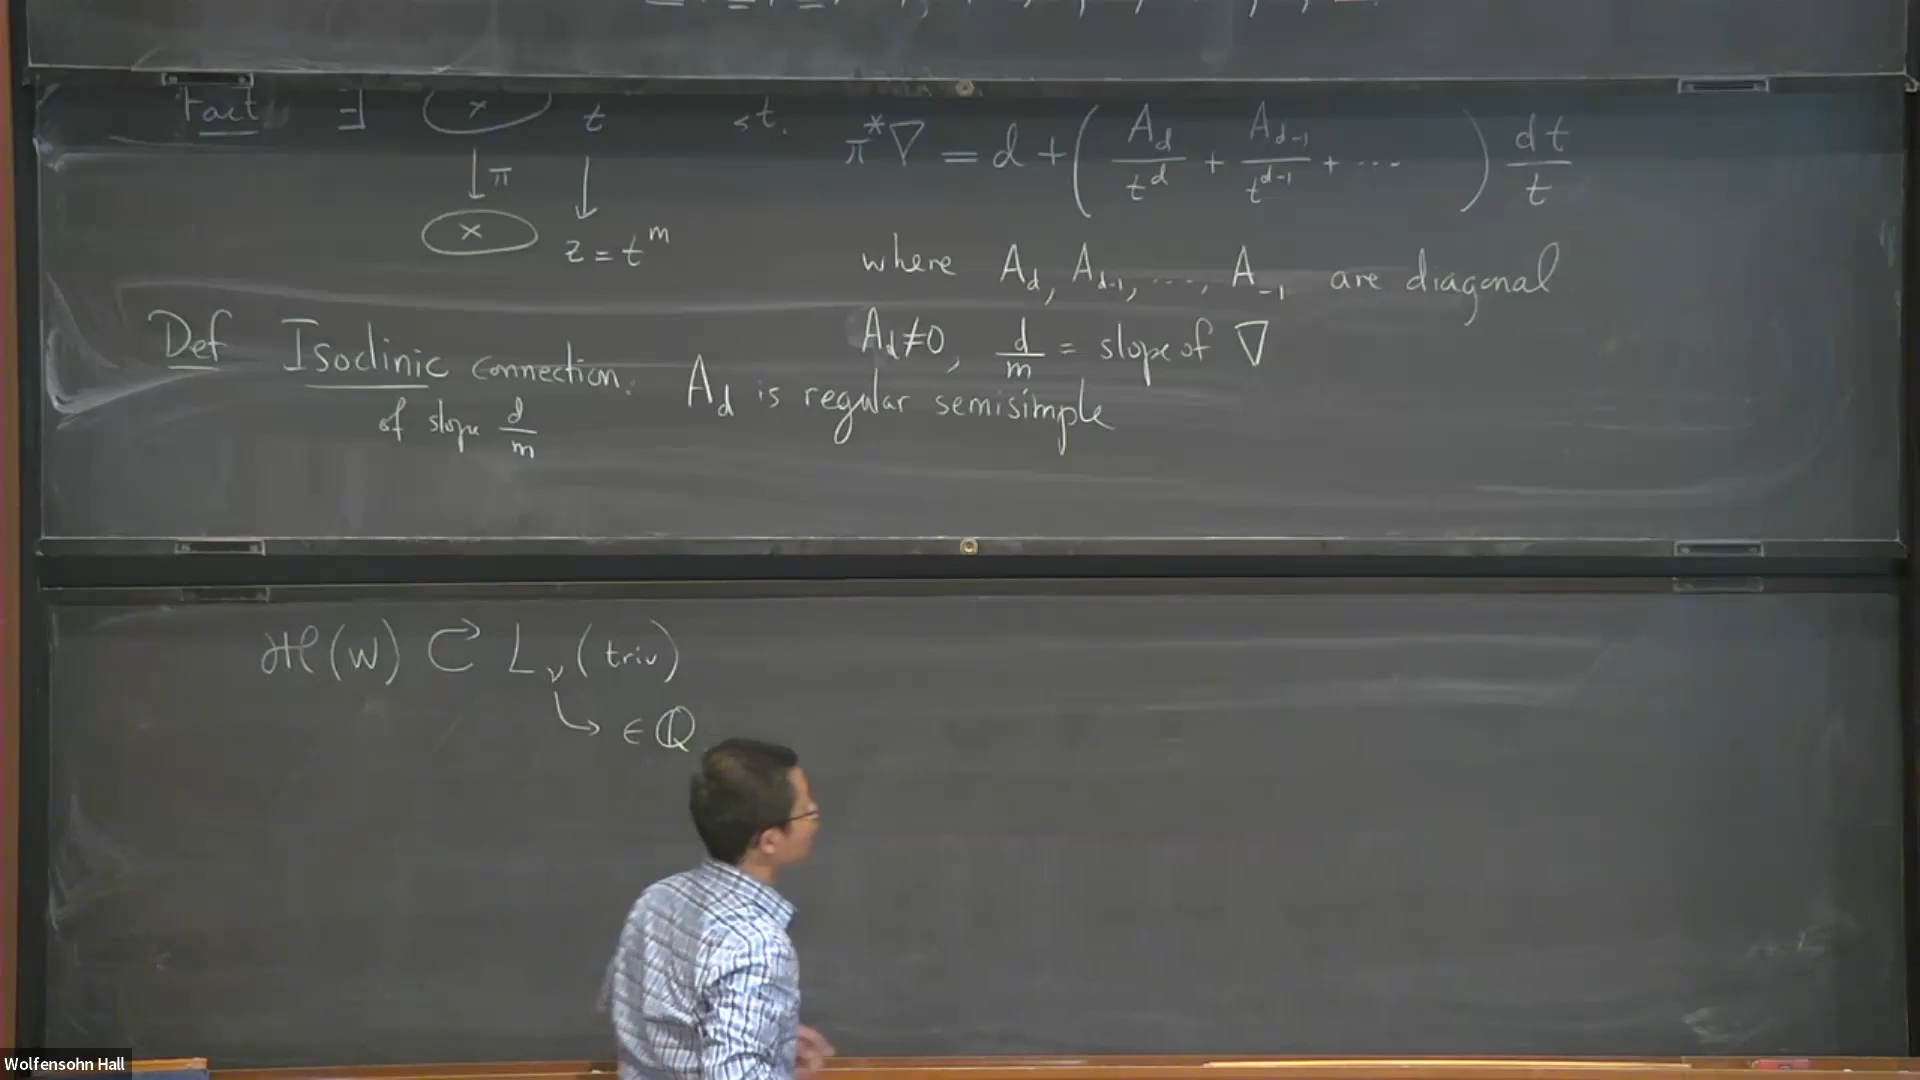 Fact ∃ × t s.t. π*∇ = d + ( A_d/t^d + A_{d-1}/t^{d-1} + ···· ) dt/t
↓π ↓
× z = t^m
where A_d, A_{d-1}, ...., A_{-1} are diagonal
A_d ≠ 0, d/m = slope of ∇
Def Isoclinic connection: A_d is regular semisimple
of slope d/m
ℋ(W) ⊂→ L_ν(triv)
↳ ∈ ℚ
Wolfensohn Hall